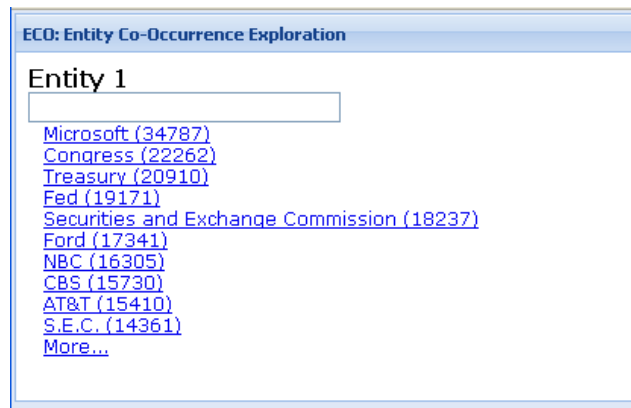 ECO: Entity Co-Occurrence Exploration
Entity 1
Microsoft (34787)
Congress (22262)
Treasury (20910)
Fed (19171)
Securities and Exchange Commission (18237)
Ford (17341)
NBC (16305)
CBS (15730)
AT&T (15410)
S.E.C. (14361)
More...